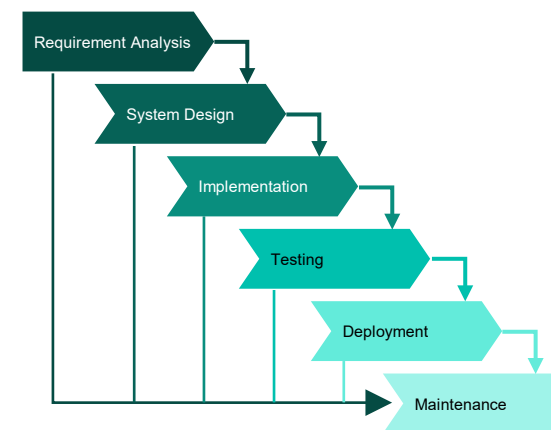 Requirement Analysis
System Design
Implementation
Testing
Deployment
Maintenance